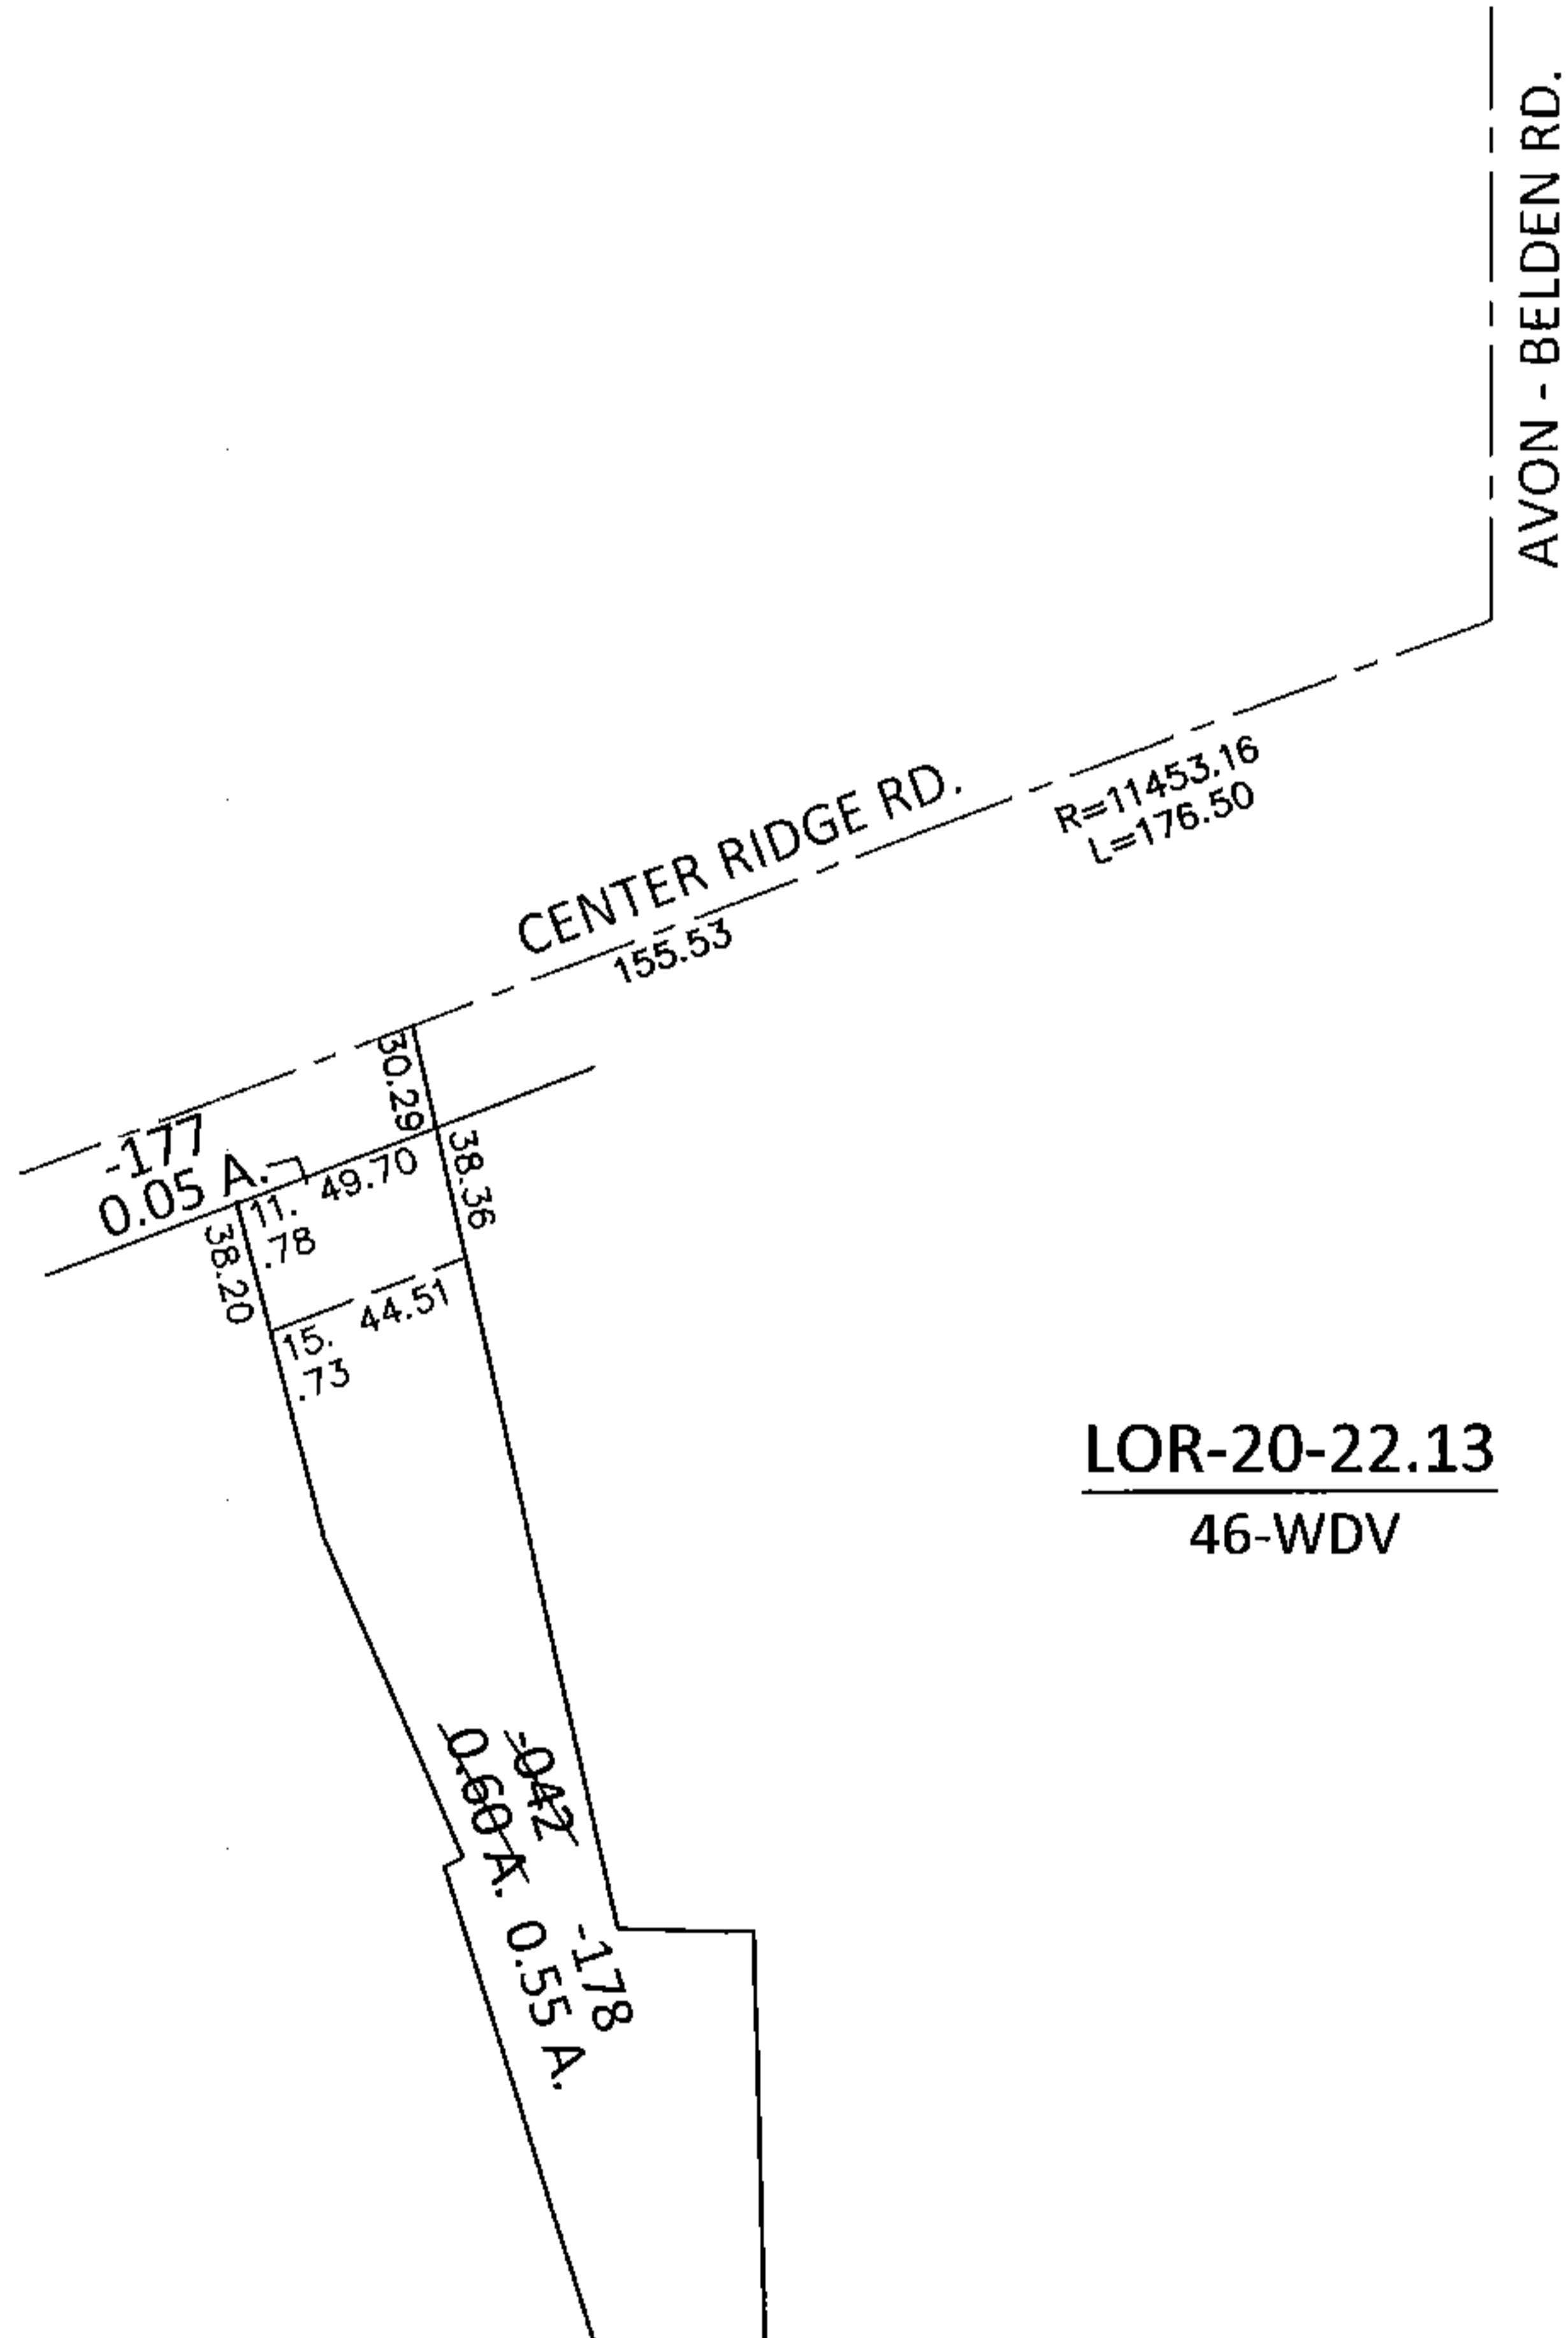 AVON - BELDEN RD.
R=11453.16
L=176.50
CENTER RIDGE RD.
155.53
30.29
-177
0.05 A.
49.70
11.
.78
38.36
38.20
44.51
15.
.73
LOR-20-22.13
46-WDV
-042
0.60 A.
-178
0.55 A.